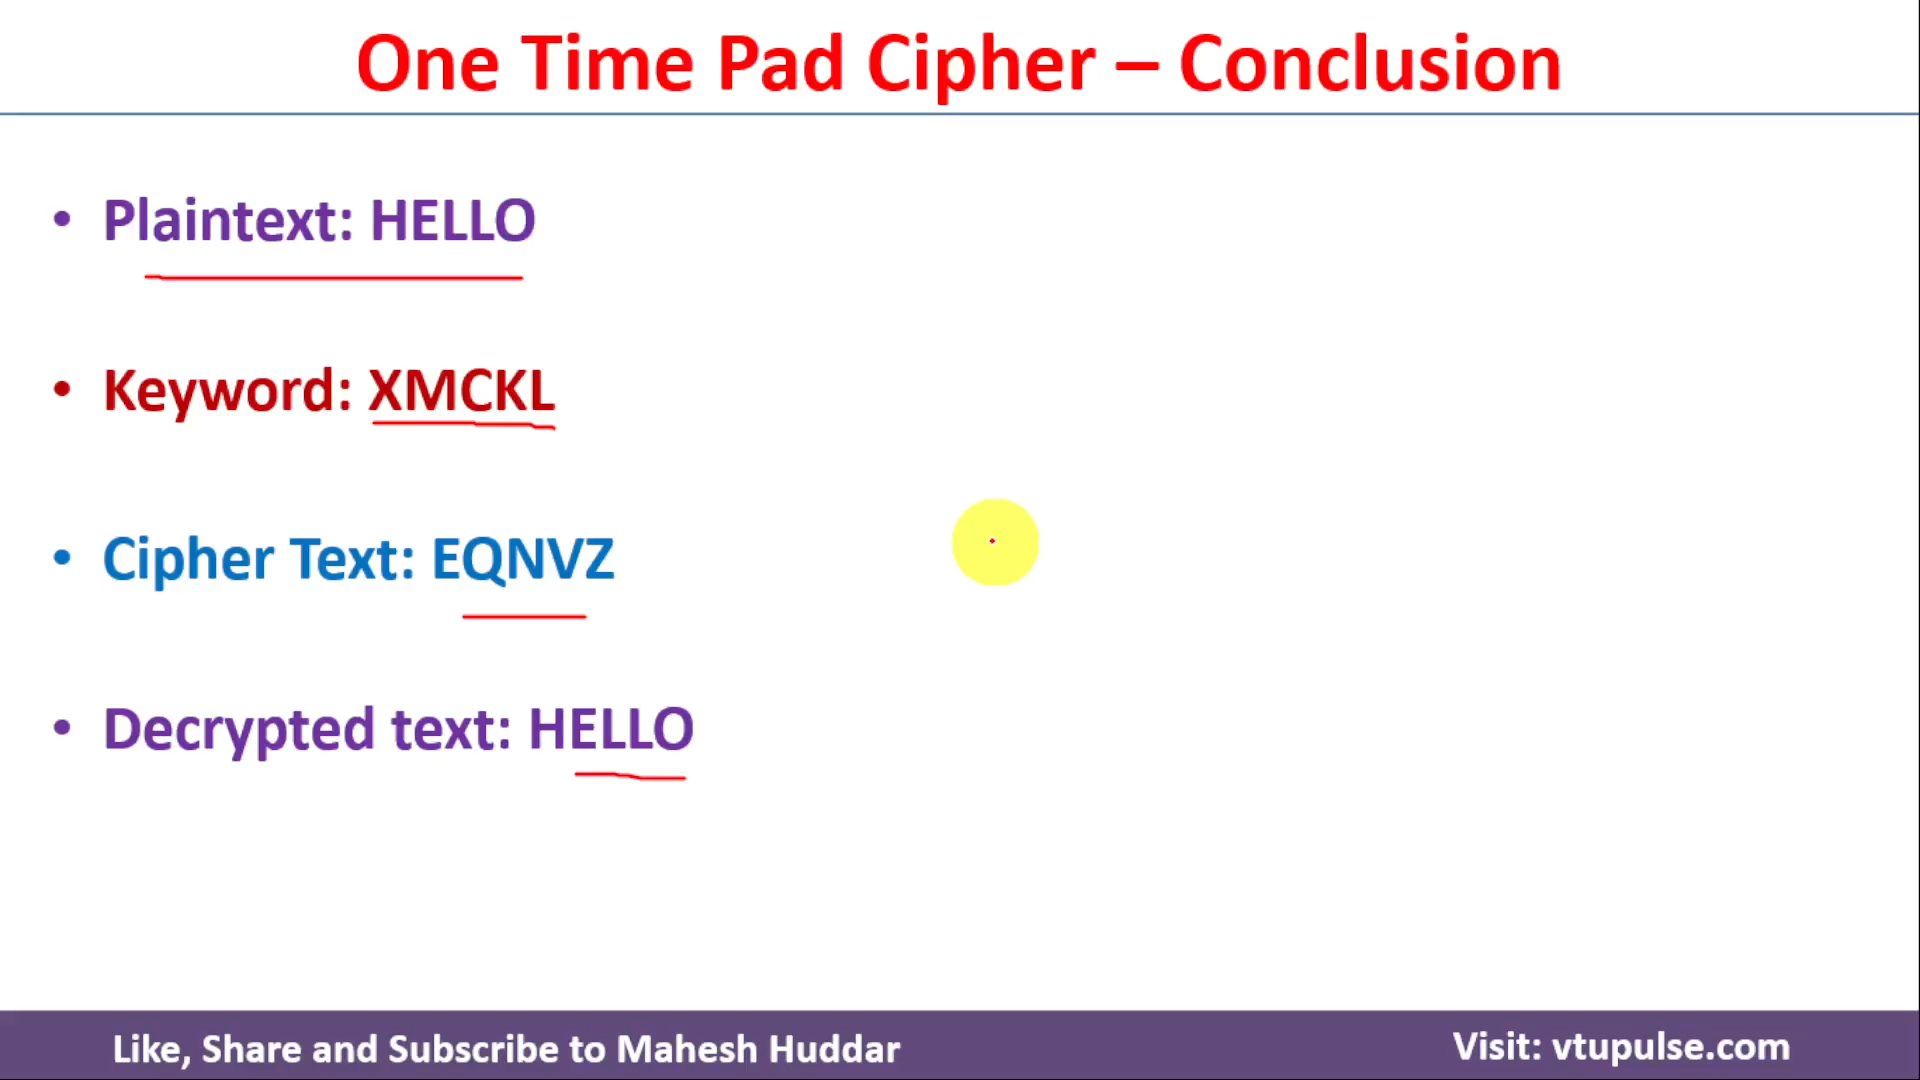 One Time Pad Cipher – Conclusion
• Plaintext: HELLO
• Keyword: XMCKL
• Cipher Text: EQNVZ
• Decrypted text: HELLO
Like, Share and Subscribe to Mahesh Huddar
Visit: vtupulse.com